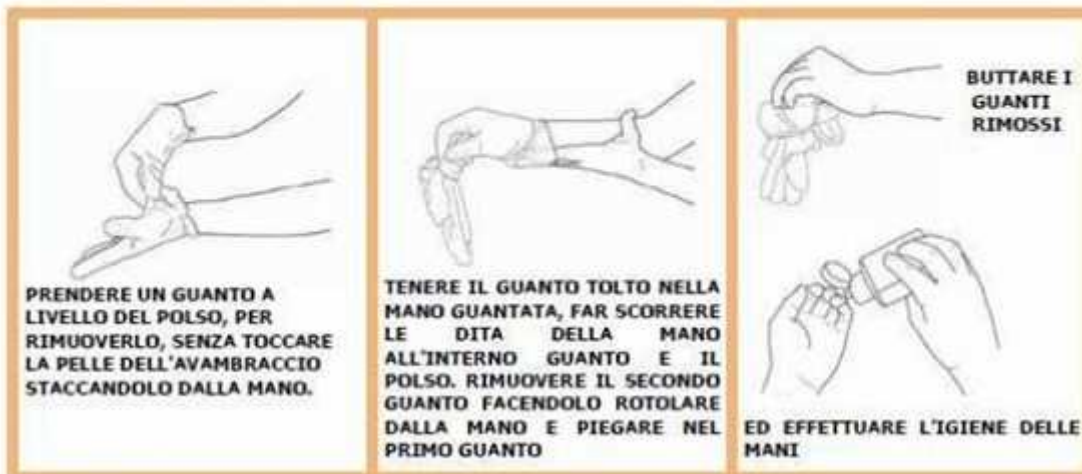 PRENDERE UN GUANTO A
LIVELLO DEL POLSO, PER
RIMUOVERLO, SENZA TOCCARE
LA PELLE DELL'AVAMBRACCIO
STACCANDOLO DALLA MANO.
TENERE IL GUANTO TOLTO NELLA
MANO GUANTATA, FAR SCORRERE
LE DITA DELLA MANO
ALL'INTERNO GUANTO E IL
POLSO. RIMUOVERE IL SECONDO
GUANTO FACENDOLO ROTOLARE
DALLA MANO E PIEGARE NEL
PRIMO GUANTO
BUTTARE I
GUANTI
RIMOSSI
ED EFFETTUARE L'IGIENE DELLE
MANI